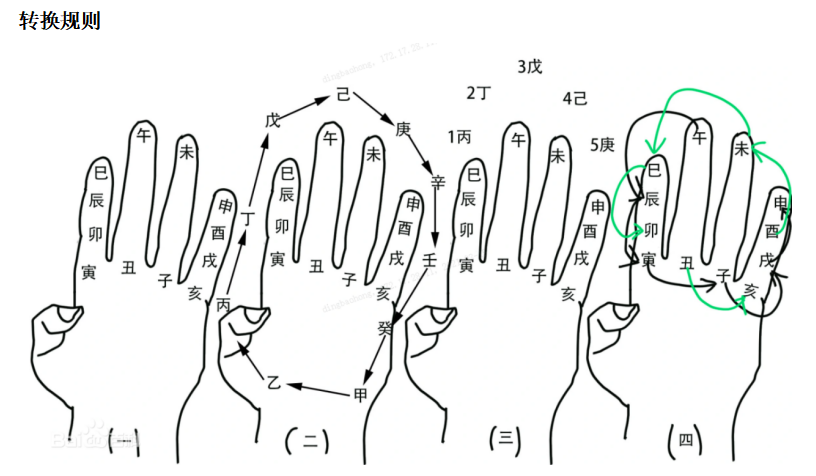 转换规则
3戊
2丁
4己
1丙
5庚
己
戊
庚
丁
辛
壬
丙
癸
乙
甲
午
未
巳
辰
卯
寅
丑
子
亥
戌
酉
申
午
未
巳
寅
丑
子
亥
戌
酉
申
午
未
巳
辰
卯
寅
丑
子
亥
戌
酉
申
午
未
巳
辰
卯
寅
丑
子
亥
戌
酉
申
(一)
(二)
(三)
(四)